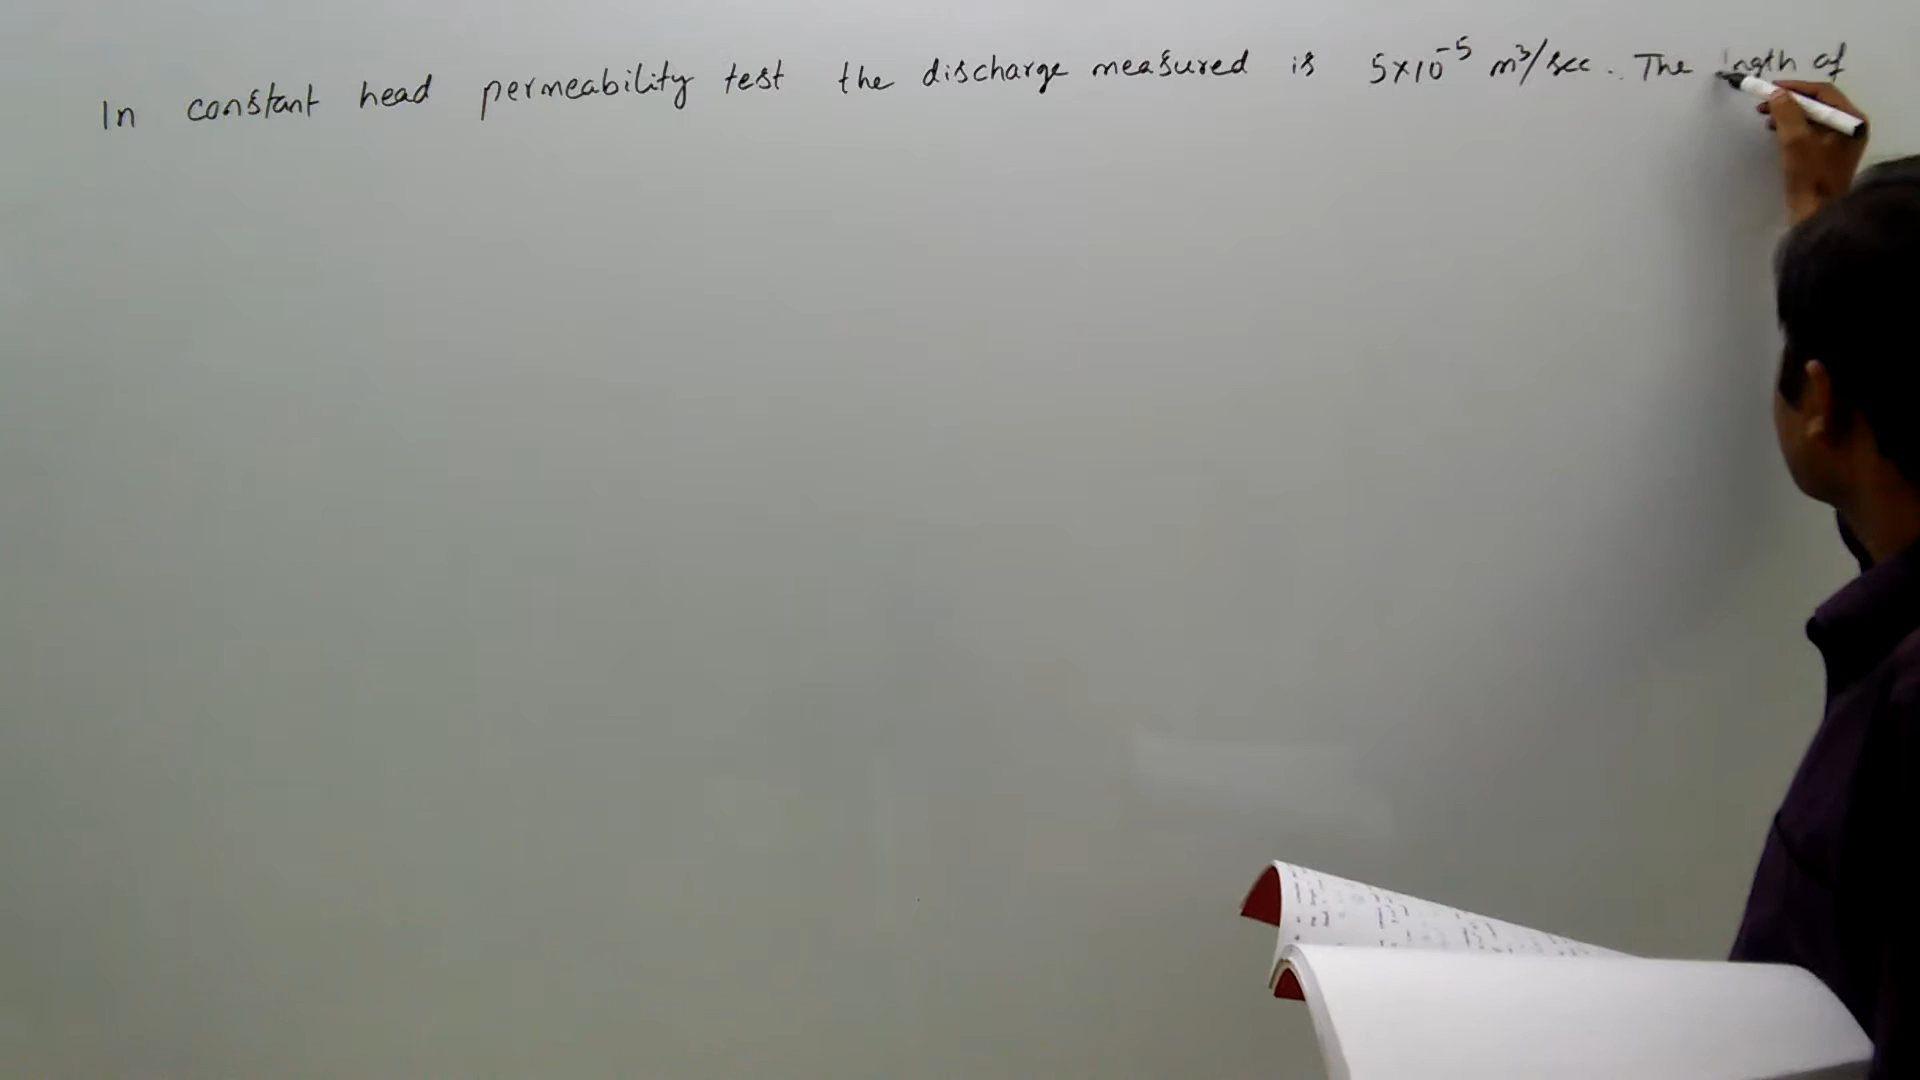 In constant head permeability test the discharge measured is 5×10⁻⁵ m³/sec. The length of